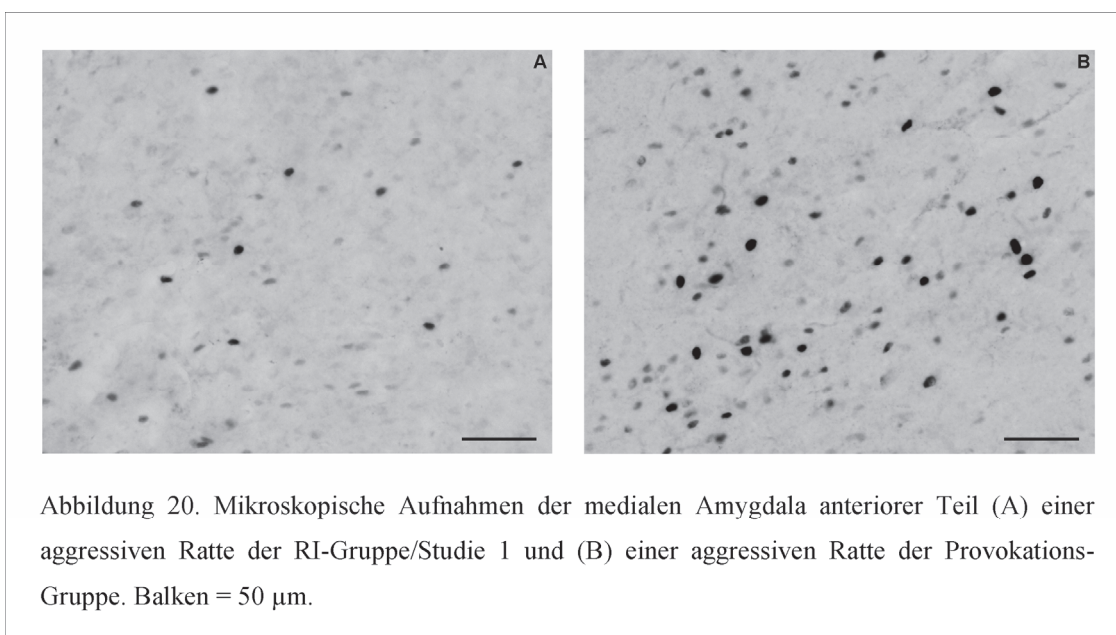 A
B
Abbildung 20. Mikroskopische Aufnahmen der medialen Amygdala anteriorer Teil (A) einer
aggressiven Ratte der RI-Gruppe/Studie 1 und (B) einer aggressiven Ratte der Provokations-
Gruppe. Balken = 50 µm.